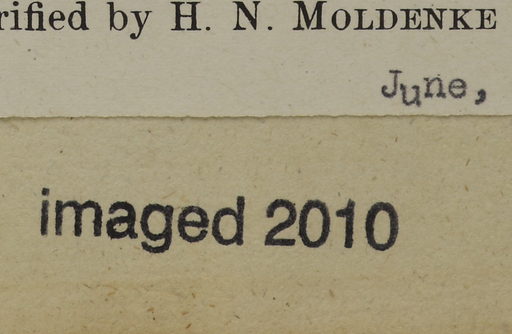 rified by H. N. MOLDENKE
June,
imaged 2010